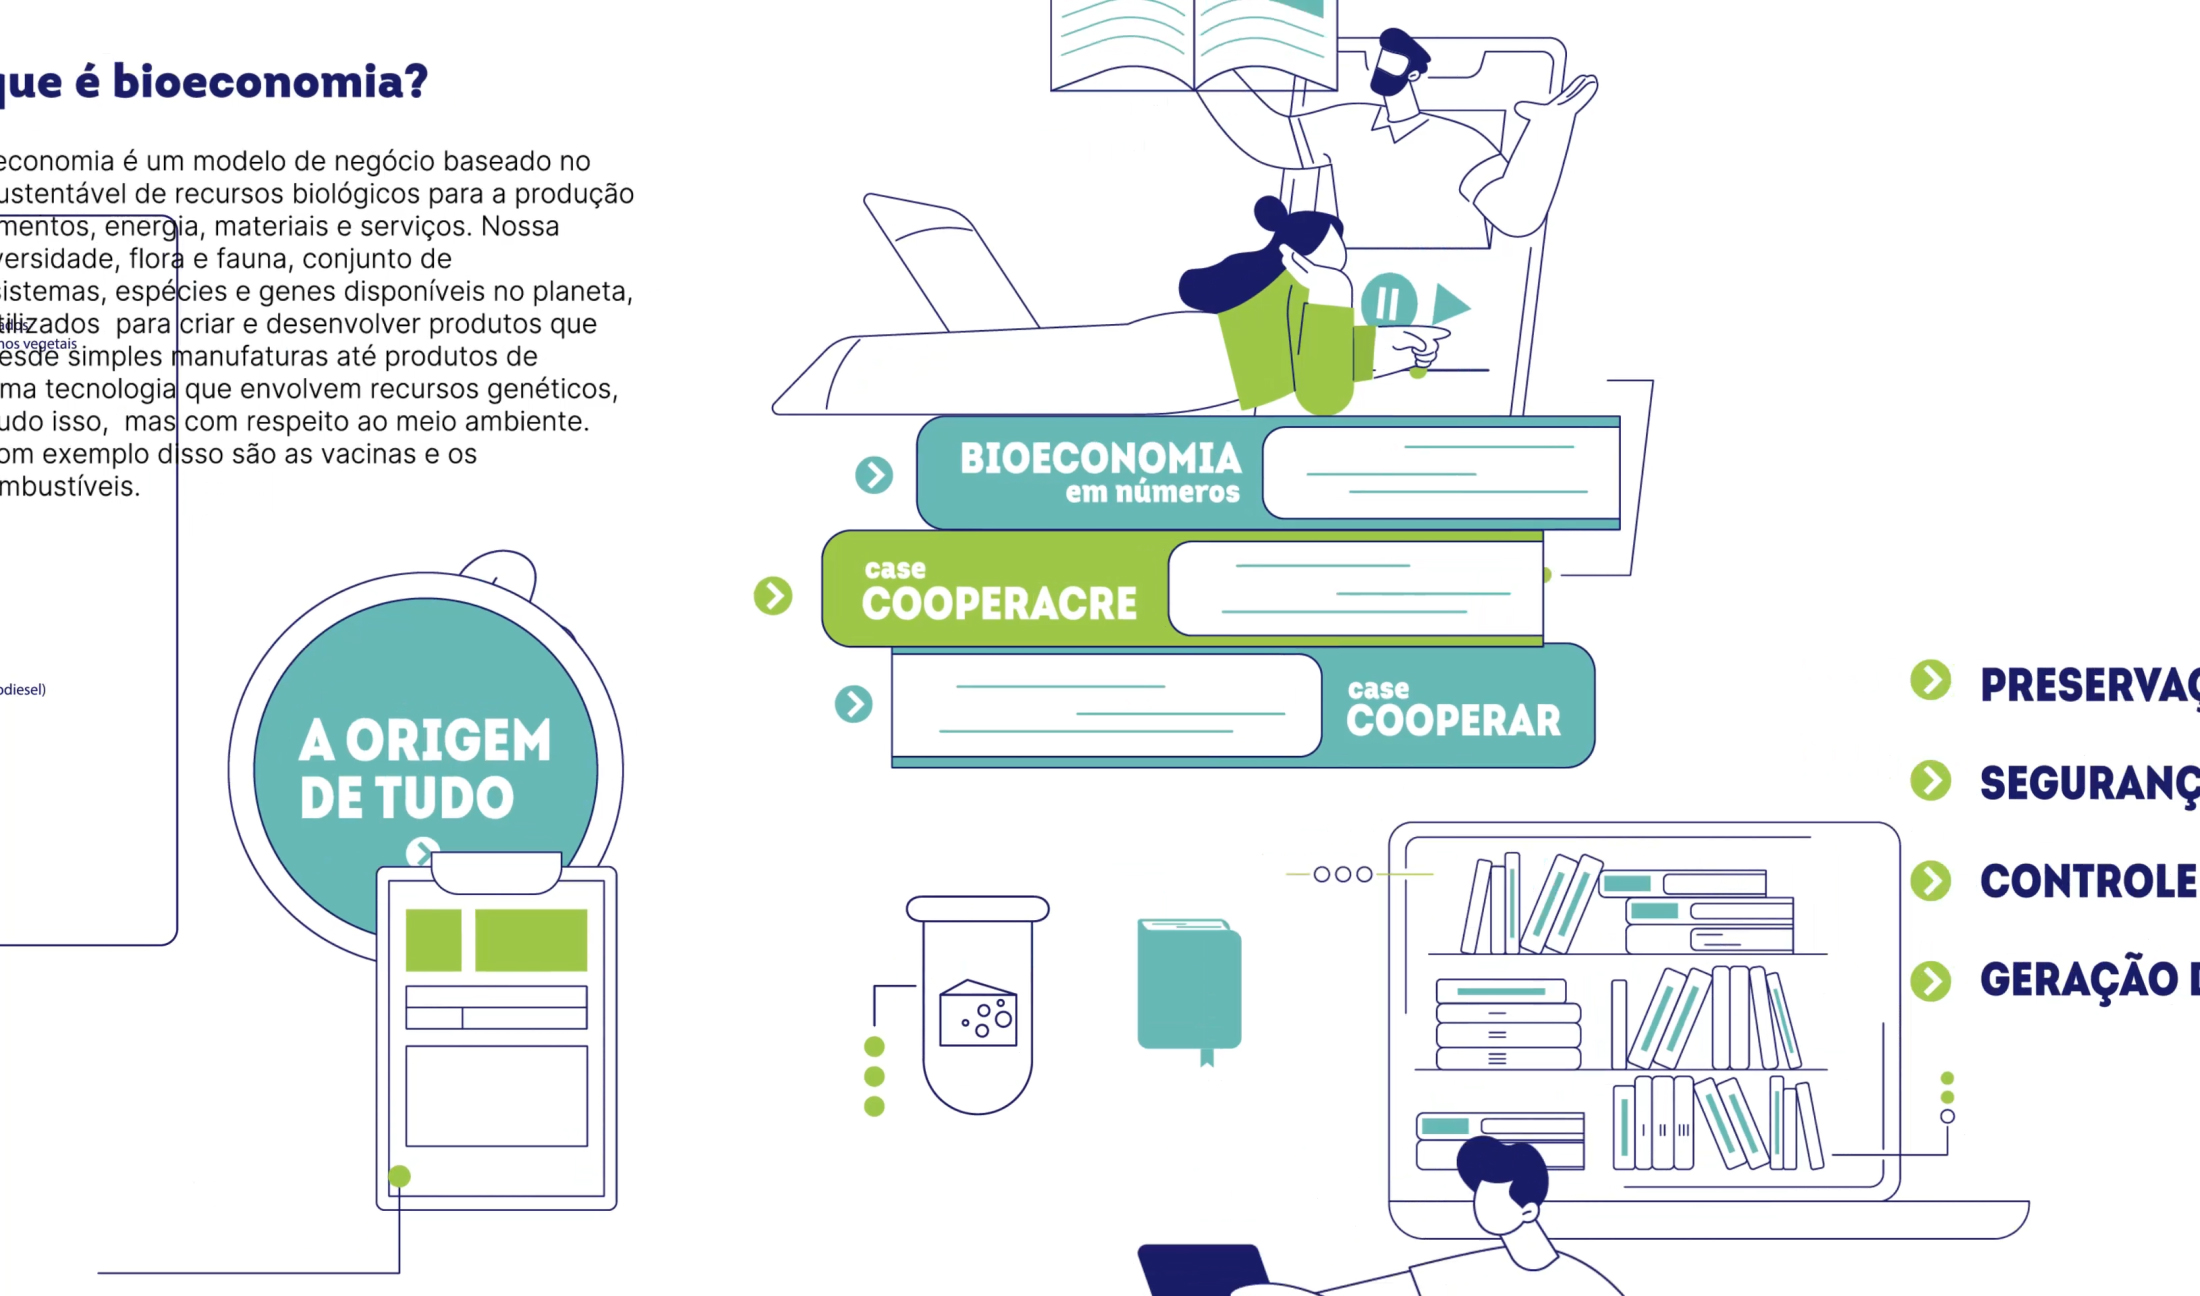 que é bioeconomia?
economia é um modelo de negócio baseado no
ustentável de recursos biológicos para a produção
mentos, energia, materiais e serviços. Nossa
versidade, flora e fauna, conjunto de
sistemas, espécies e genes disponíveis no planeta,
tilizados para criar e desenvolver produtos que
esde simples manufaturas até produtos de
ma tecnologia que envolvem recursos genéticos,
udo isso, mas com respeito ao meio ambiente.
om exemplo disso são as vacinas e os
mbustíveis.
nos vegetais
odiesel)
A ORIGEM
DE TUDO
BIOECONOMIA
em números
case
COOPERACRE
case
COOPERAR
PRESERVAÇ
SEGURANÇ
CONTROLE
GERAÇÃO D